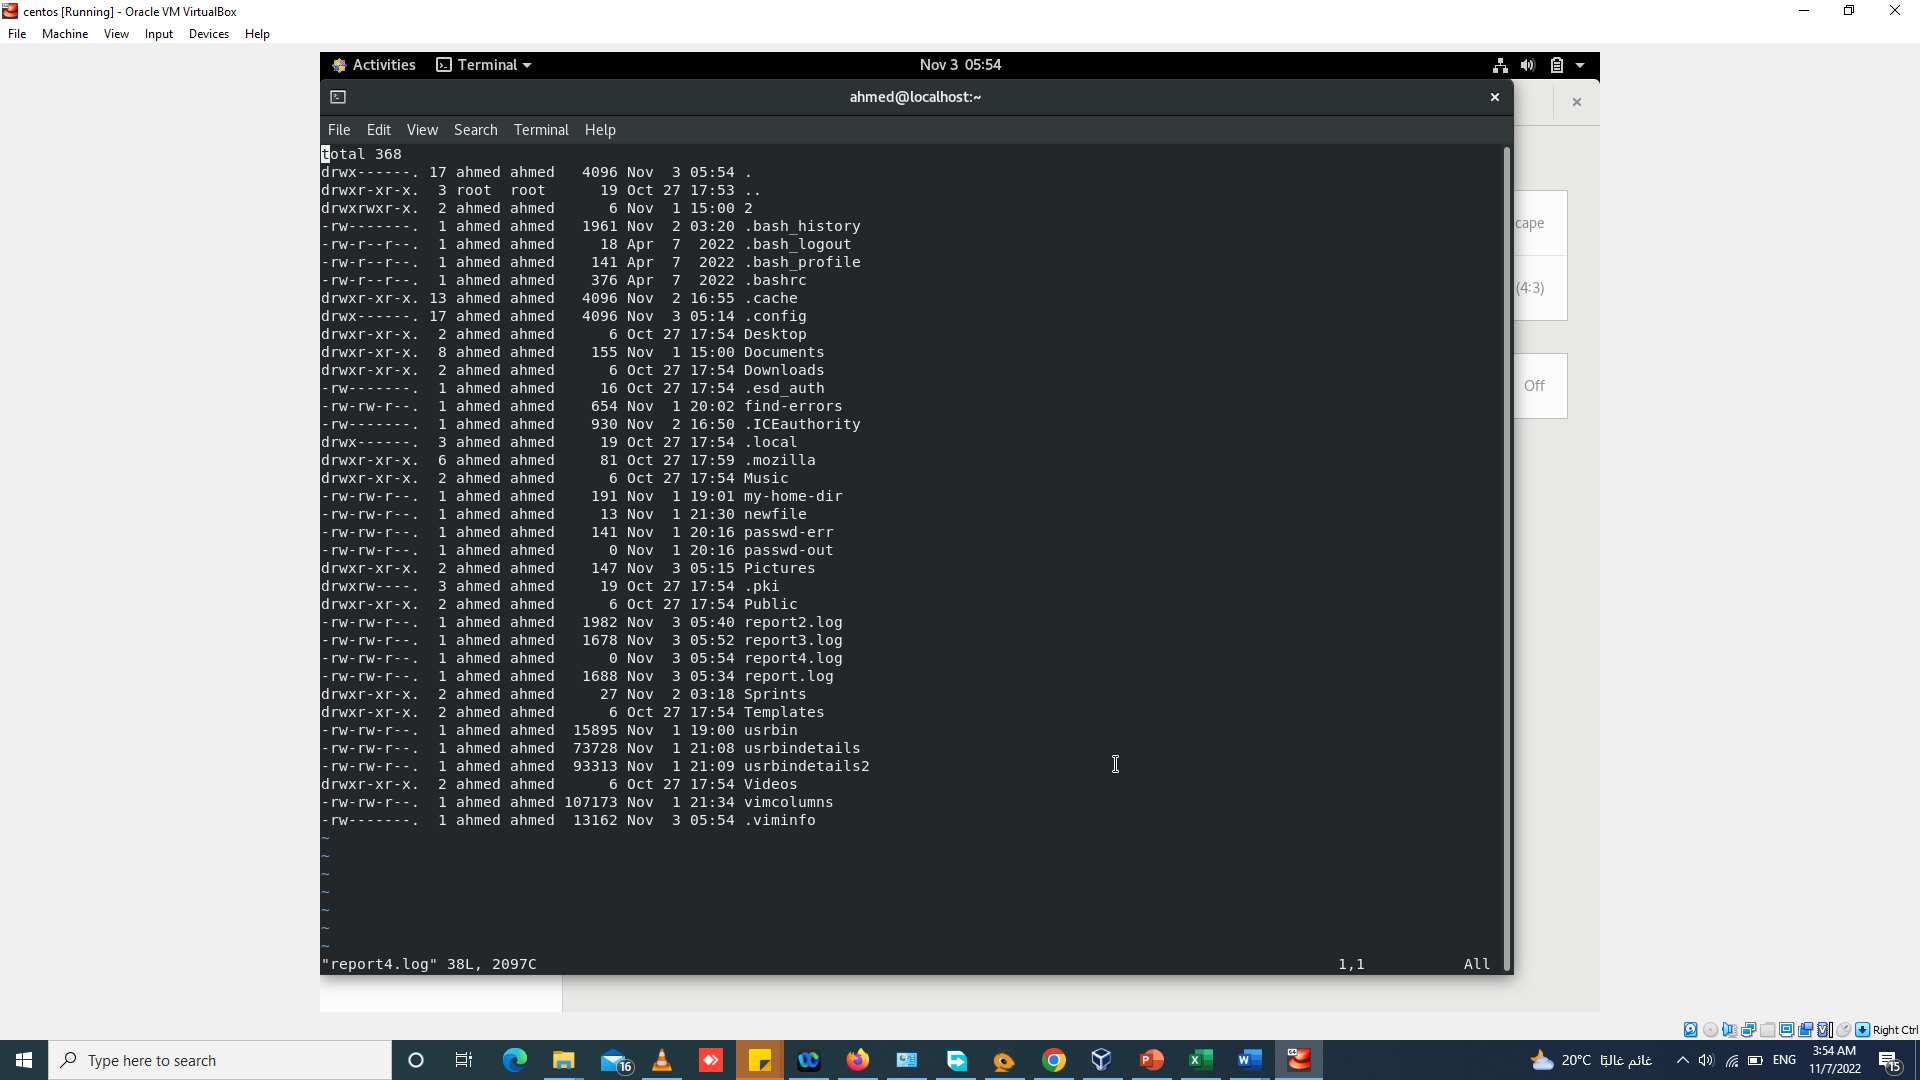 centos [Running] - Oracle VM VirtualBox
File Machine View Input Devices Help
Activities Terminal Nov 3 05:54
ahmed@localhost:~
File Edit View Search Terminal Help
total 368
drwx------. 17 ahmed ahmed   4096 Nov  3 05:54 .
drwxr-xr-x.  3 root  root      19 Oct 27 17:53 ..
drwxrwxr-x.  2 ahmed ahmed      6 Nov  1 15:00 2
-rw-------.  1 ahmed ahmed   1961 Nov  2 03:20 .bash_history
-rw-r--r--.  1 ahmed ahmed     18 Apr  7  2022 .bash_logout
-rw-r--r--.  1 ahmed ahmed    141 Apr  7  2022 .bash_profile
-rw-r--r--.  1 ahmed ahmed    376 Apr  7  2022 .bashrc
drwxr-xr-x. 13 ahmed ahmed   4096 Nov  2 16:55 .cache
drwx------. 17 ahmed ahmed   4096 Nov  3 05:14 .config
drwxr-xr-x.  2 ahmed ahmed      6 Oct 27 17:54 Desktop
drwxr-xr-x.  8 ahmed ahmed    155 Nov  1 15:00 Documents
drwxr-xr-x.  2 ahmed ahmed      6 Oct 27 17:54 Downloads
-rw-------.  1 ahmed ahmed     16 Oct 27 17:54 .esd_auth
-rw-rw-r--.  1 ahmed ahmed    654 Nov  1 20:02 find-errors
-rw-------.  1 ahmed ahmed    930 Nov  2 16:50 .ICEauthority
drwx------.  3 ahmed ahmed     19 Oct 27 17:54 .local
drwxr-xr-x.  6 ahmed ahmed     81 Oct 27 17:59 .mozilla
drwxr-xr-x.  2 ahmed ahmed      6 Oct 27 17:54 Music
-rw-rw-r--.  1 ahmed ahmed    191 Nov  1 19:01 my-home-dir
-rw-rw-r--.  1 ahmed ahmed     13 Nov  1 21:30 newfile
-rw-rw-r--.  1 ahmed ahmed    141 Nov  1 20:16 passwd-err
-rw-rw-r--.  1 ahmed ahmed      0 Nov  1 20:16 passwd-out
drwxr-xr-x.  2 ahmed ahmed    147 Nov  3 05:15 Pictures
drwxrw----.  3 ahmed ahmed     19 Oct 27 17:54 .pki
drwxr-xr-x.  2 ahmed ahmed      6 Oct 27 17:54 Public
-rw-rw-r--.  1 ahmed ahmed   1982 Nov  3 05:40 report2.log
-rw-rw-r--.  1 ahmed ahmed   1678 Nov  3 05:52 report3.log
-rw-rw-r--.  1 ahmed ahmed      0 Nov  3 05:54 report4.log
-rw-rw-r--.  1 ahmed ahmed   1688 Nov  3 05:34 report.log
drwxr-xr-x.  2 ahmed ahmed     27 Nov  2 03:18 Sprints
drwxr-xr-x.  2 ahmed ahmed      6 Oct 27 17:54 Templates
-rw-rw-r--.  1 ahmed ahmed  15895 Nov  1 19:00 usrbin
-rw-rw-r--.  1 ahmed ahmed  73728 Nov  1 21:08 usrbindetails
-rw-rw-r--.  1 ahmed ahmed  93313 Nov  1 21:09 usrbindetails2
drwxr-xr-x.  2 ahmed ahmed      6 Oct 27 17:54 Videos
-rw-rw-r--.  1 ahmed ahmed 107173 Nov  1 21:34 vimcolumns
-rw-------.  1 ahmed ahmed  13162 Nov  3 05:54 .viminfo
~
~
~
~
~
~
~
"report4.log" 38L, 2097C 1,1 All
cape
(4:3)
Off
Right Ctrl
Type here to search
16
20°C غائم غالبًا
ENG
3:54 AM
11/7/2022
15